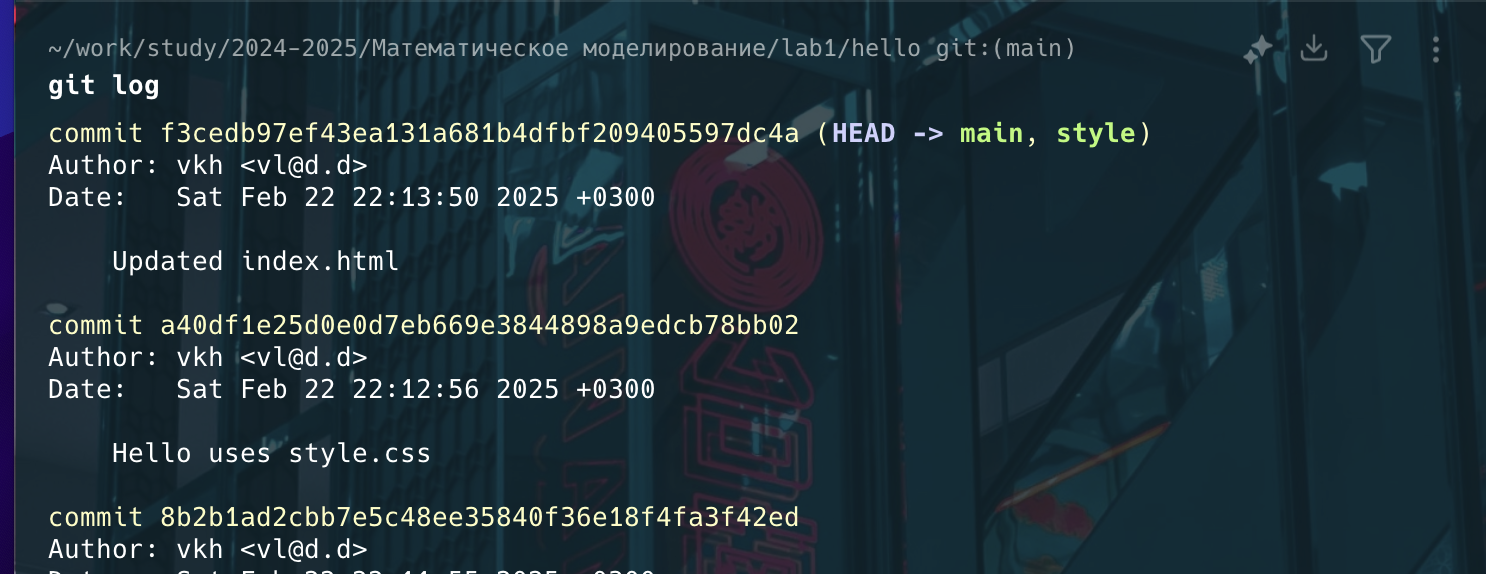 ~/work/study/2024-2025/Математическое моделирование/lab1/hello git:(main)
git log
commit f3cedb97ef43ea131a681b4dfbf209405597dc4a (HEAD -> main, style)
Author: vkh <vl@d.d>
Date:   Sat Feb 22 22:13:50 2025 +0300
    Updated index.html
commit a40df1e25d0e0d7eb669e3844898a9edcb78bb02
Author: vkh <vl@d.d>
Date:   Sat Feb 22 22:12:56 2025 +0300
    Hello uses style.css
commit 8b2b1ad2cbb7e5c48ee35840f36e18f4fa3f42ed
Author: vkh <vl@d.d>